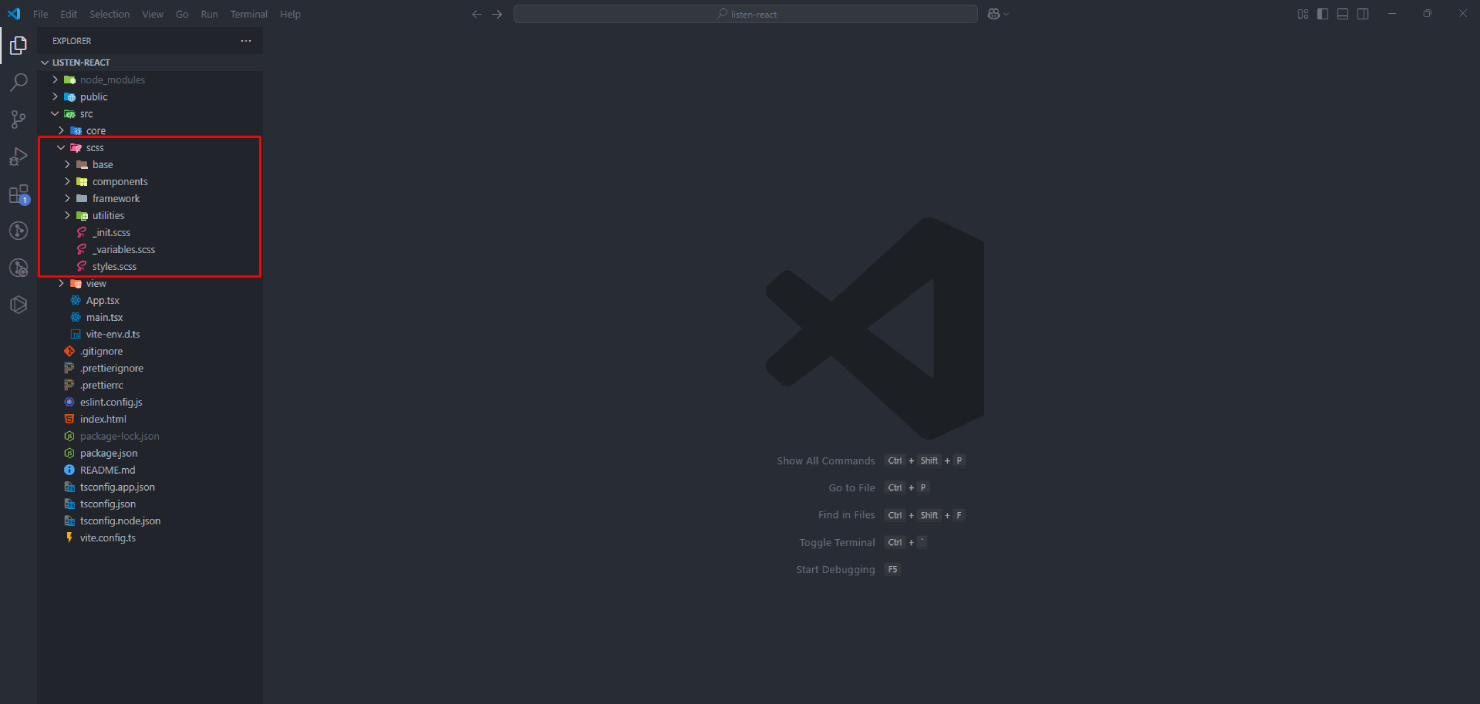 File Edit Selection View Go Run Terminal Help
listen-react
EXPLORER
LISTEN-REACT
node_modules
public
src
core
scss
base
components
framework
utilities
_init.scss
_variables.scss
styles.scss
view
App.tsx
main.tsx
vite-env.d.ts
.gitignore
.prettierignore
.prettierrc
eslint.config.js
index.html
package-lock.json
package.json
README.md
tsconfig.app.json
tsconfig.json
tsconfig.node.json
vite.config.ts
1
Show All Commands Ctrl + Shift + P
Go to File Ctrl + P
Find in Files Ctrl + Shift + F
Toggle Terminal Ctrl + `
Start Debugging F5